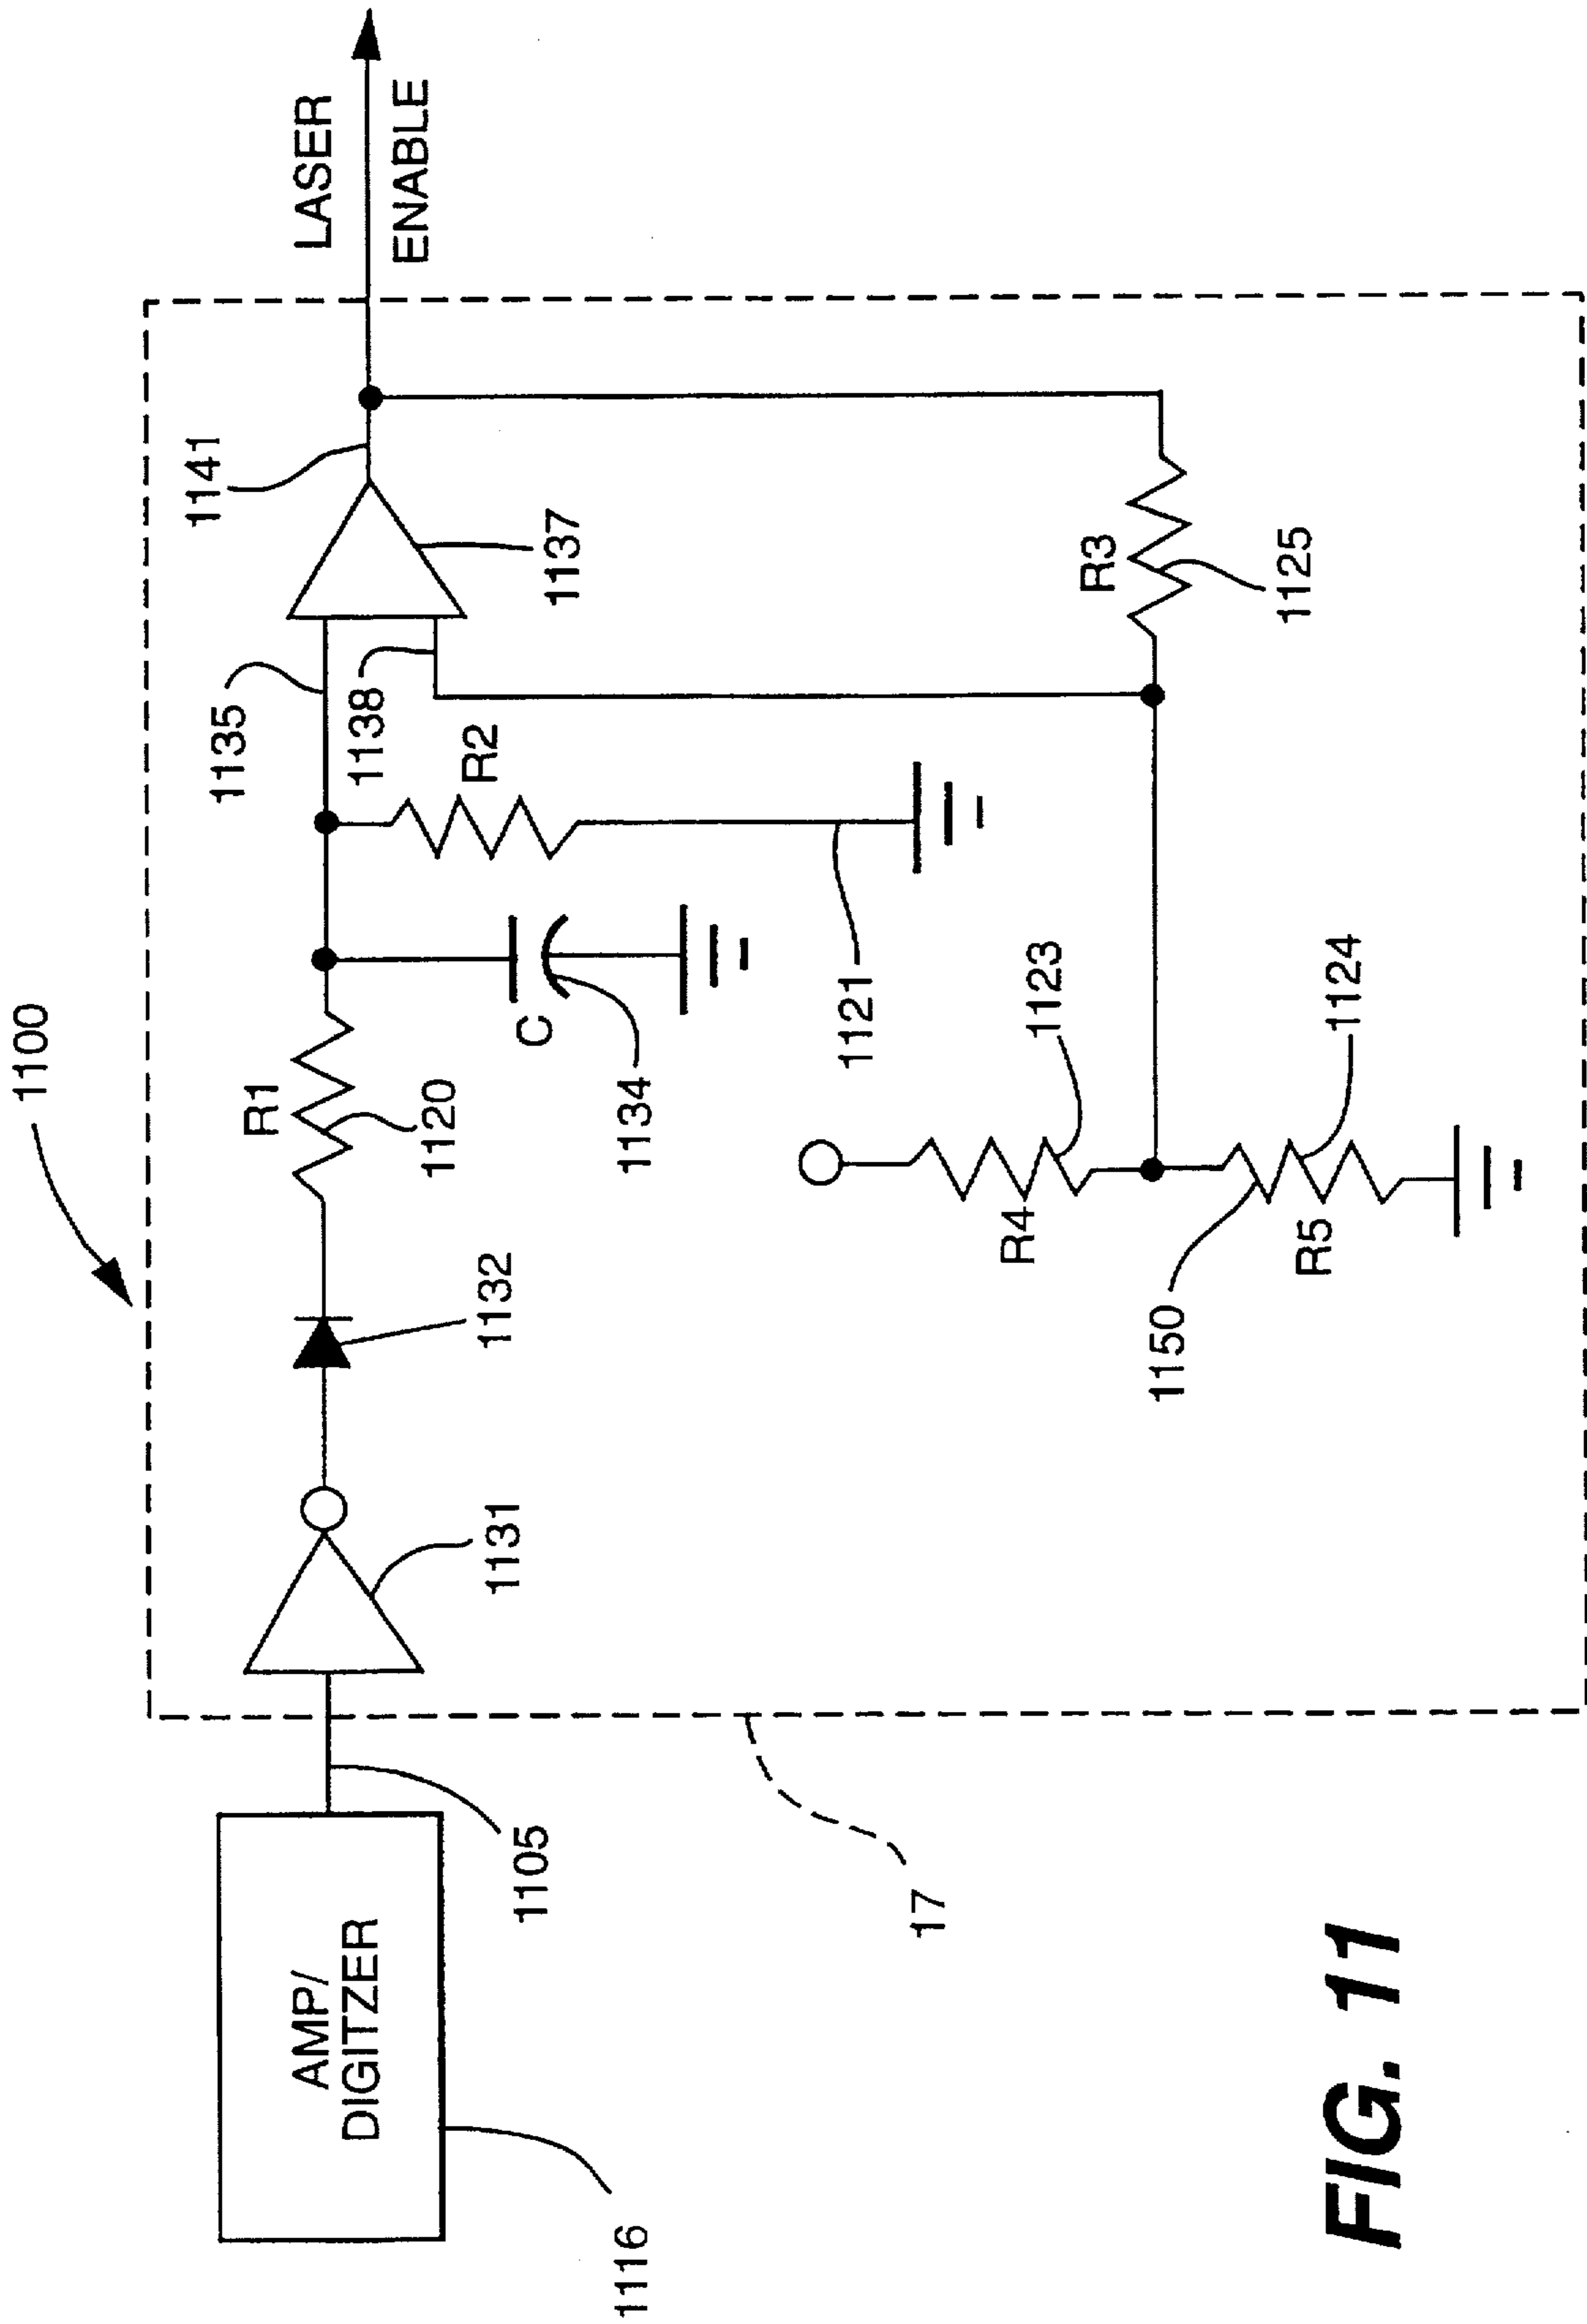 1100
LASER
ENABLE
1141
1135
1138
R2
1137
R1
1120
C
1134
1121
R3
1125
1132
1131
1123
R4
1150
R5
1124
AMP/
DIGITZER
1105
1116
17
FIG. 11